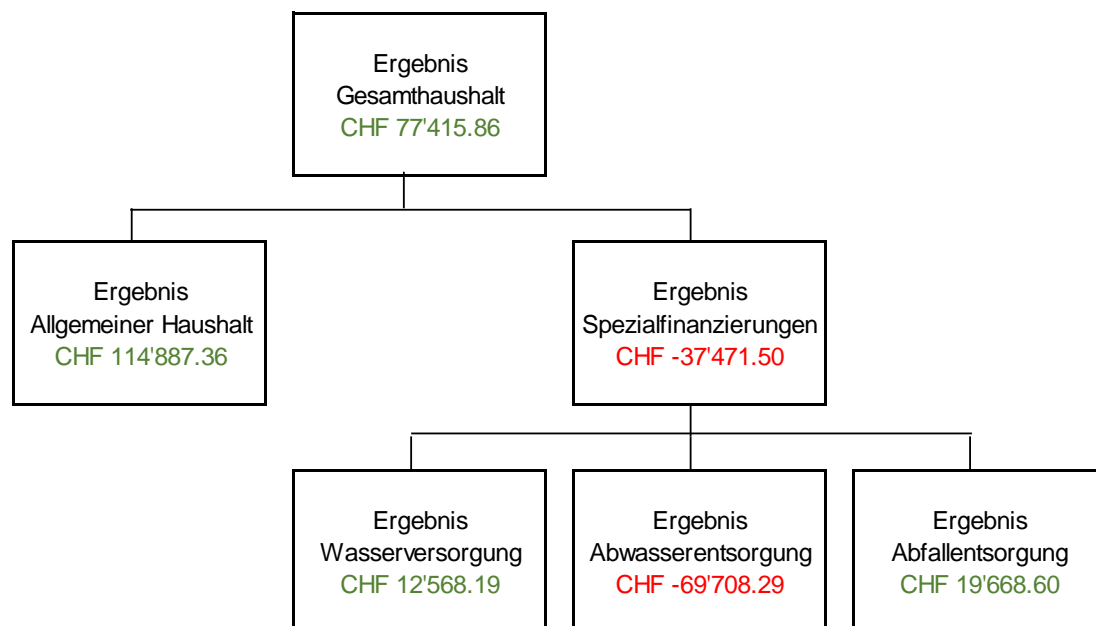 Ergebnis
Gesamthaushalt
CHF 77'415.86
Ergebnis
Allgemeiner Haushalt
CHF 114'887.36
Ergebnis
Spezialfinanzierungen
CHF -37'471.50
Ergebnis
Wasserversorgung
CHF 12'568.19
Ergebnis
Abwasserentsorgung
CHF -69'708.29
Ergebnis
Abfallentsorgung
CHF 19'668.60